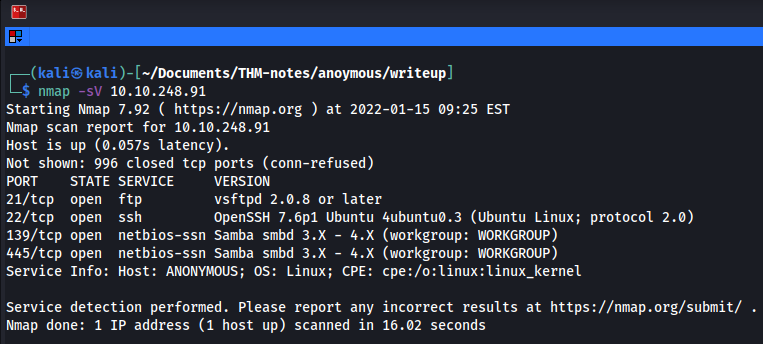 (kali㉿kali)-[~/Documents/THM-notes/anoymous/writeup]
$ nmap -sV 10.10.248.91
Starting Nmap 7.92 ( https://nmap.org ) at 2022-01-15 09:25 EST
Nmap scan report for 10.10.248.91
Host is up (0.057s latency).
Not shown: 996 closed tcp ports (conn-refused)
PORT    STATE SERVICE     VERSION
21/tcp  open  ftp         vsftpd 2.0.8 or later
22/tcp  open  ssh         OpenSSH 7.6p1 Ubuntu 4ubuntu0.3 (Ubuntu Linux; protocol 2.0)
139/tcp open  netbios-ssn Samba smbd 3.X - 4.X (workgroup: WORKGROUP)
445/tcp open  netbios-ssn Samba smbd 3.X - 4.X (workgroup: WORKGROUP)
Service Info: Host: ANONYMOUS; OS: Linux; CPE: cpe:/o:linux:linux_kernel
Service detection performed. Please report any incorrect results at https://nmap.org/submit/ .
Nmap done: 1 IP address (1 host up) scanned in 16.02 seconds